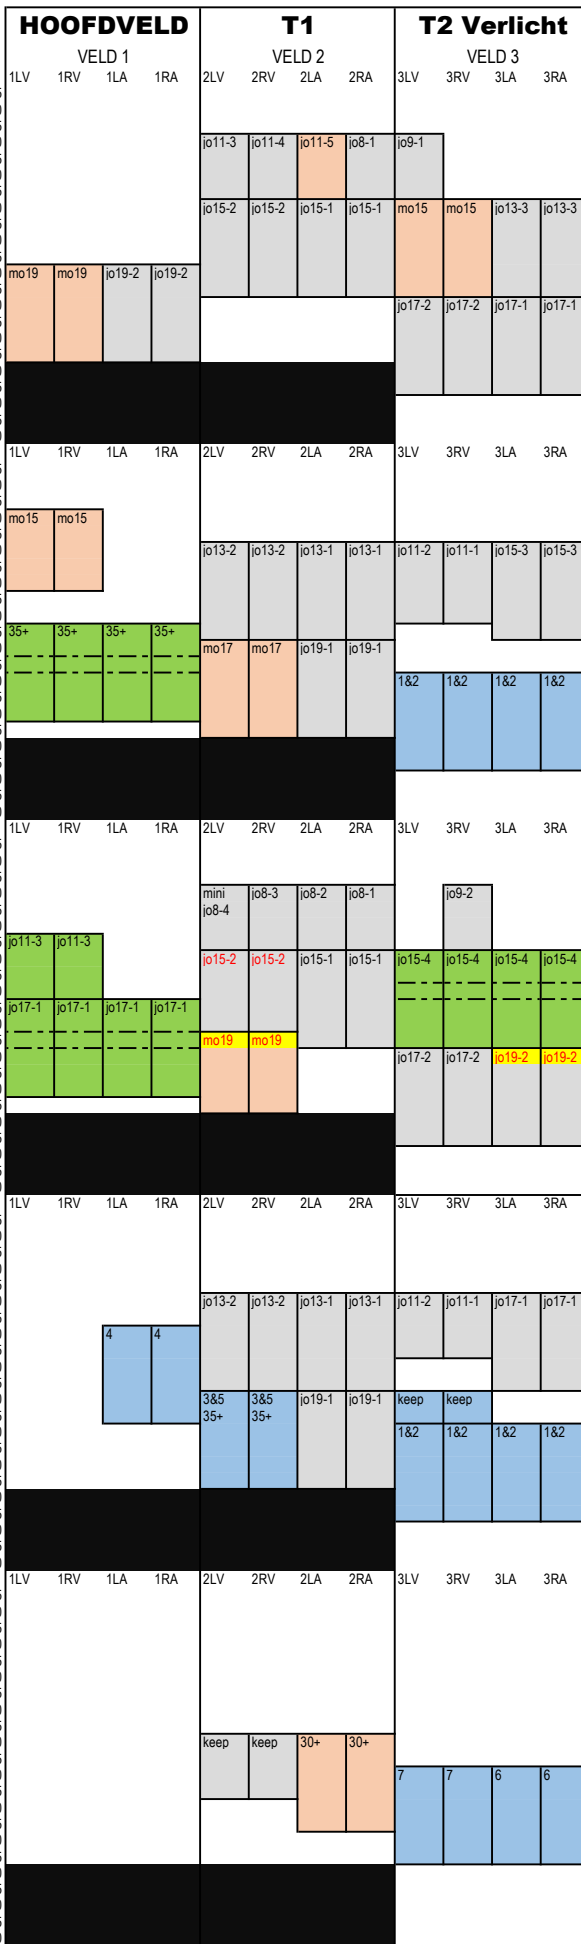 HOOFDVELD T1 T2 Verlicht
VELD 1 VELD 2 VELD 3
1LV 1RV 1LA 1RA 2LV 2RV 2LA 2RA 3LV 3RV 3LA 3RA
jo11-3 jo11-4 jo11-5 jo8-1 jo9-1
jo15-2 jo15-2 jo15-1 jo15-1 mo15 mo15 jo13-3 jo13-3
mo19 mo19 jo19-2 jo19-2
jo17-2 jo17-2 jo17-1 jo17-1
1LV 1RV 1LA 1RA 2LV 2RV 2LA 2RA 3LV 3RV 3LA 3RA
mo15 mo15
jo13-2 jo13-2 jo13-1 jo13-1 jo11-2 jo11-1 jo15-3 jo15-3
35+ 35+ 35+ 35+
mo17 mo17 jo19-1 jo19-1
1&2 1&2 1&2 1&2
1LV 1RV 1LA 1RA 2LV 2RV 2LA 2RA 3LV 3RV 3LA 3RA
mini jo8-3 jo8-2 jo8-1 jo9-2
jo8-4
jo11-3 jo11-3
jo15-2 jo15-2 jo15-1 jo15-1 jo15-4 jo15-4 jo15-4 jo15-4
jo17-1 jo17-1 jo17-1 jo17-1
mo19 mo19
jo17-2 jo17-2 jo19-2 jo19-2
1LV 1RV 1LA 1RA 2LV 2RV 2LA 2RA 3LV 3RV 3LA 3RA
jo13-2 jo13-2 jo13-1 jo13-1 jo11-2 jo11-1 jo17-1 jo17-1
4 4
3&5 3&5 jo19-1 jo19-1 keep keep
35+ 35+
1&2 1&2 1&2 1&2
1LV 1RV 1LA 1RA 2LV 2RV 2LA 2RA 3LV 3RV 3LA 3RA
keep keep 30+ 30+
7 7 6 6